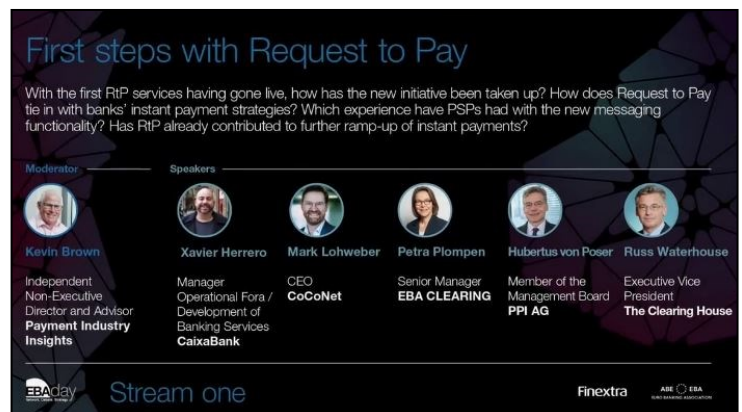 First steps with Request to Pay
With the first RtP services having gone live, how has the new initiative been taken up? How does Request to Pay
tie in with banks' instant payment strategies? Which experience have PSPs had with the new messaging
functionality? Has RtP already contributed to further ramp-up of instant payments?
Moderator
Speakers
Kevin Brown
Independent
Non-Executive
Director and Advisor
Payment Industry
Insights
Xavier Herrero
Manager
Operational Fora /
Development of
Banking Services
CaixaBank
Mark Lohweber
CEO
CoCoNet
Petra Plompen
Senior Manager
EBA CLEARING
Hubertus von Poser
Member of the
Management Board
PPI AG
Russ Waterhouse
Executive Vice
President
The Clearing House
EBAday
Stream one
Finextra
ABE EBA
EURO BANKING ASSOCIATION